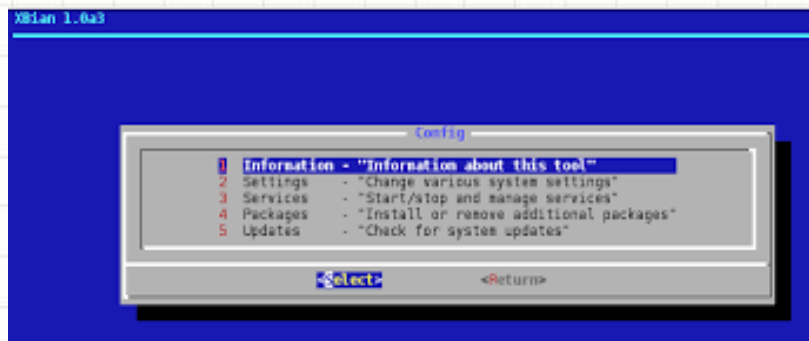 XBian 1.0a3
Config
1 Information - "Information about this tool"
2 Settings - "Change various system settings"
3 Services - "Start/stop and manage services"
4 Packages - "Install or remove additional packages"
5 Updates - "Check for system updates"
<Select> <Return>